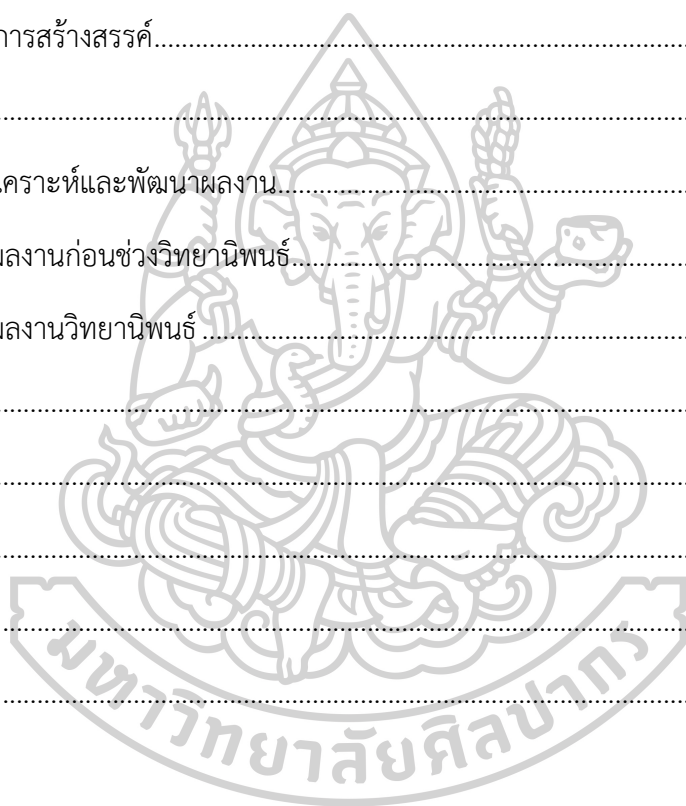 การสร้างสรรค์................................................................................
................................................................................
เคราะห์และพัฒนาผลงาน............................................................
ผลงานก่อนช่วงวิทยานิพนธ์..........................................................
ผลงานวิทยานิพนธ์ ......................................................................
................................................................................
................................................................................
................................................................................
................................................................................
................................................................................
มหาวิทยาลัยศิลปากร